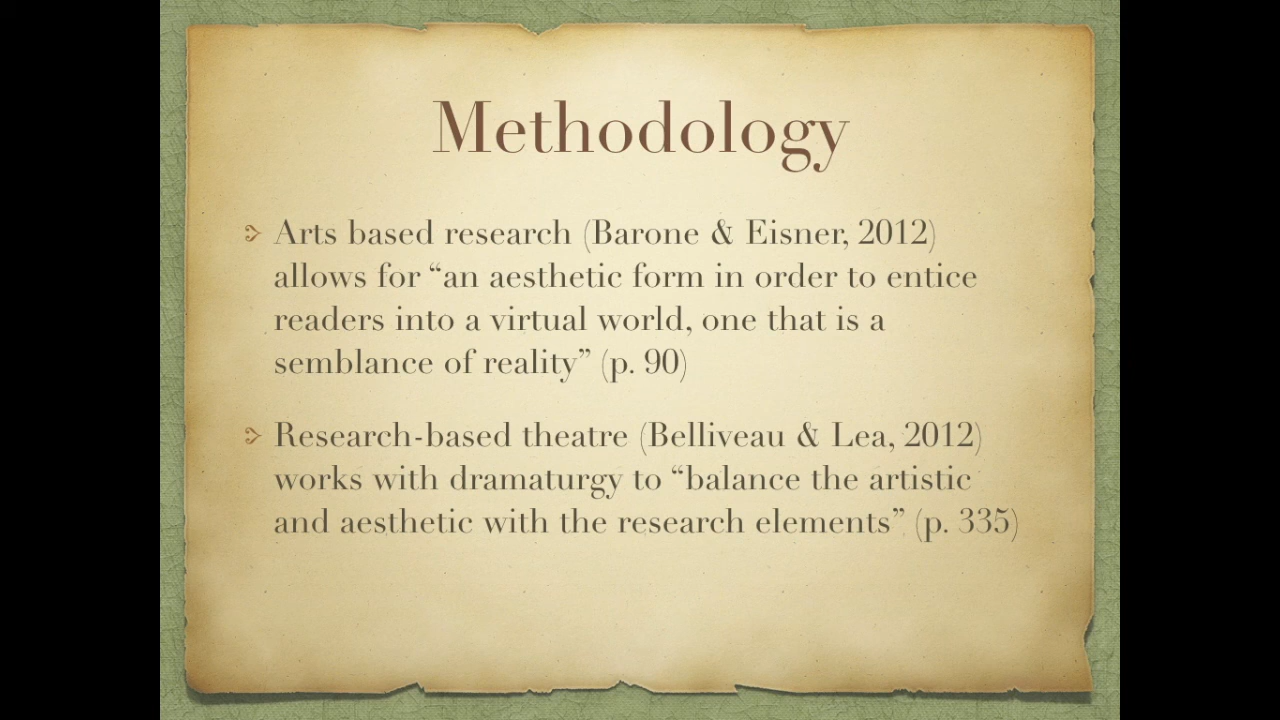 Methodology
Arts based research (Barone & Eisner, 2012)
allows for “an aesthetic form in order to entice
readers into a virtual world, one that is a
semblance of reality” (p. 90)
Research-based theatre (Belliveau & Lea, 2012)
works with dramaturgy to “balance the artistic
and aesthetic with the research elements” (p. 335)